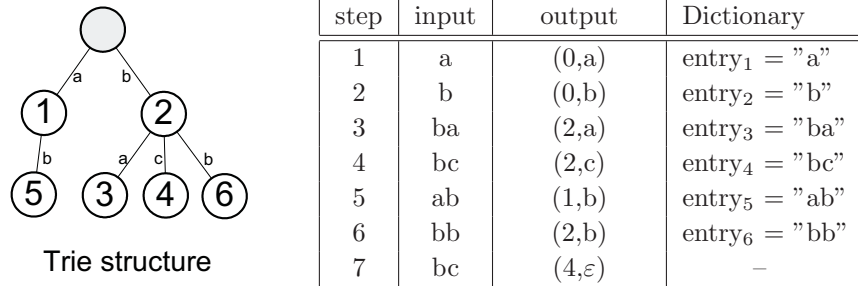 a b
1 2
b a c b
5 3 4 6
Trie structure
step input output Dictionary
1 a (0,a) entry₁ = ”a”
2 b (0,b) entry₂ = ”b”
3 ba (2,a) entry₃ = ”ba”
4 bc (2,c) entry₄ = ”bc”
5 ab (1,b) entry₅ = ”ab”
6 bb (2,b) entry₆ = ”bb”
7 bc (4,ε) –